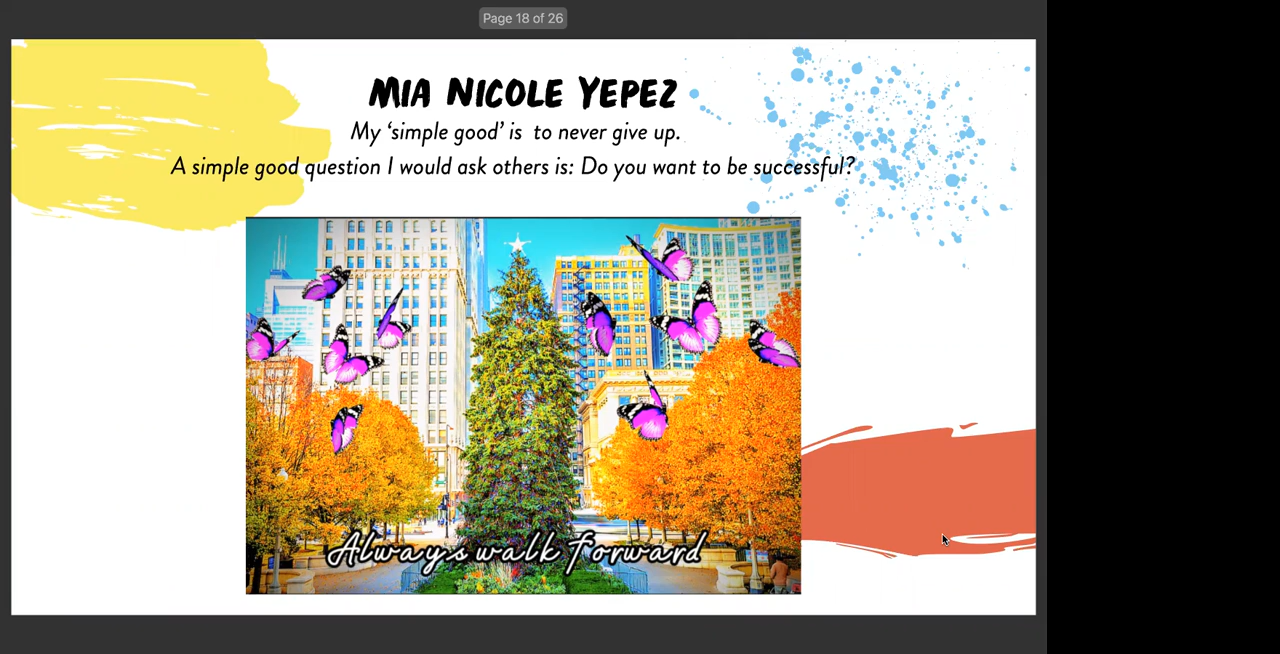 Page 18 of 26
Mia Nicole Yepez
My ‘simple good’ is to never give up.
A simple good question I would ask others is: Do you want to be successful?
Always walk forward